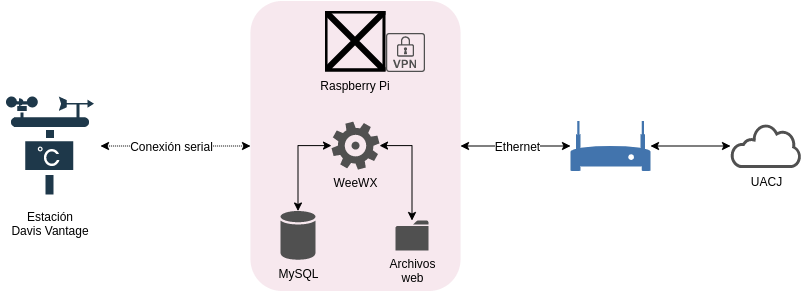 VPN
Raspberry Pi
°C
Conexión serial
Ethernet
WeeWX
UACJ
Estación
Davis Vantage
MySQL
Archivos
web